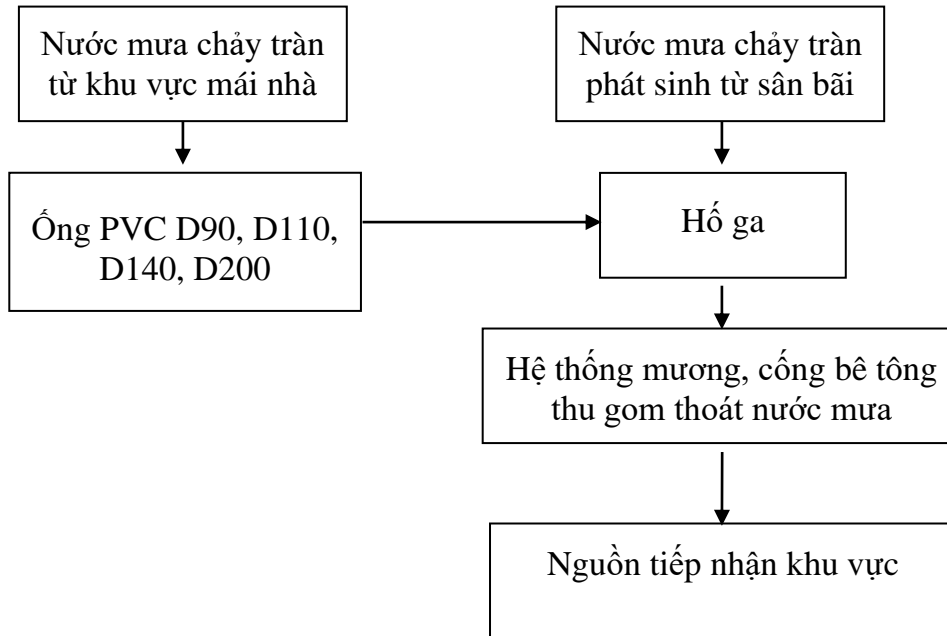 Nước mưa chảy tràn
từ khu vực mái nhà
Nước mưa chảy tràn
phát sinh từ sân bãi
Ống PVC D90, D110,
D140, D200
Hố ga
Hệ thống mương, cống bê tông
thu gom thoát nước mưa
Nguồn tiếp nhận khu vực